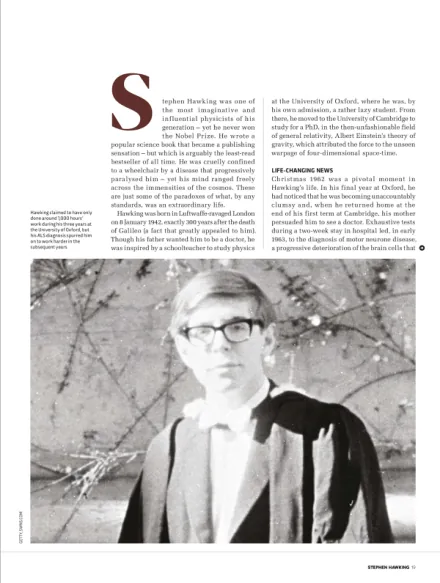 Stephen Hawking was one of
the most imaginative and
influential physicists of his
generation – yet he never won
the Nobel Prize. He wrote a
popular science book that became a publishing
sensation – but which is arguably the least-read
bestseller of all time. He was cruelly confined
to a wheelchair by a disease that progressively
paralysed him – yet his mind ranged freely
across the immensities of the cosmos. These
are just some of the paradoxes of what, by any
standards, was an extraordinary life.
Hawking was born in Luftwaffe-ravaged London
on 8 January 1942, exactly 300 years after the death
of Galileo (a fact that greatly appealed to him).
Though his father wanted him to be a doctor, he
was inspired by a schoolteacher to study physics
at the University of Oxford, where he was, by
his own admission, a rather lazy student. From
there, he moved to the University of Cambridge to
study for a PhD, in the then-unfashionable field
of general relativity, Albert Einstein's theory of
gravity, which attributed the force to the unseen
warpage of four-dimensional space-time.
LIFE-CHANGING NEWS
Christmas 1962 was a pivotal moment in
Hawking's life. In his final year at Oxford, he
had noticed that he was becoming unaccountably
clumsy and, when he returned home at the
end of his first term at Cambridge, his mother
persuaded him to see a doctor. Exhaustive tests
during a two-week stay in hospital led, in early
1963, to the diagnosis of motor neurone disease,
a progressive deterioration of the brain cells that
Hawking claimed to have only
done around '1,000 hours'
work during his three years at
the University of Oxford, but
his ALS diagnosis spurred him
on to work harder in the
subsequent years
STEPHEN HAWKING